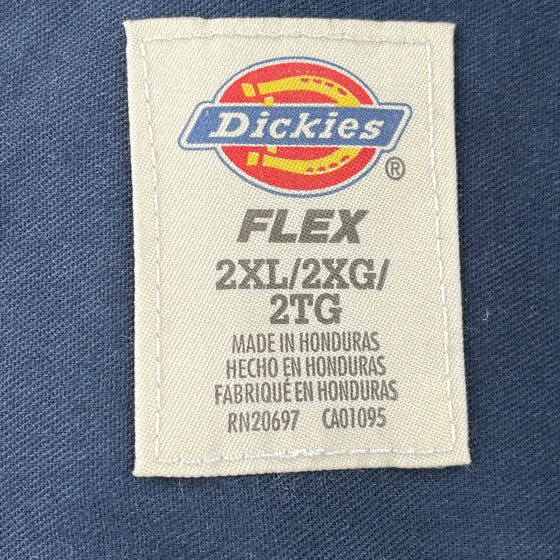 Dickies
®
FLEX
2XL/2XG/
2TG
MADE IN HONDURAS
HECHO EN HONDURAS
FABRIQUÉ EN HONDURAS
RN20697 CA01095